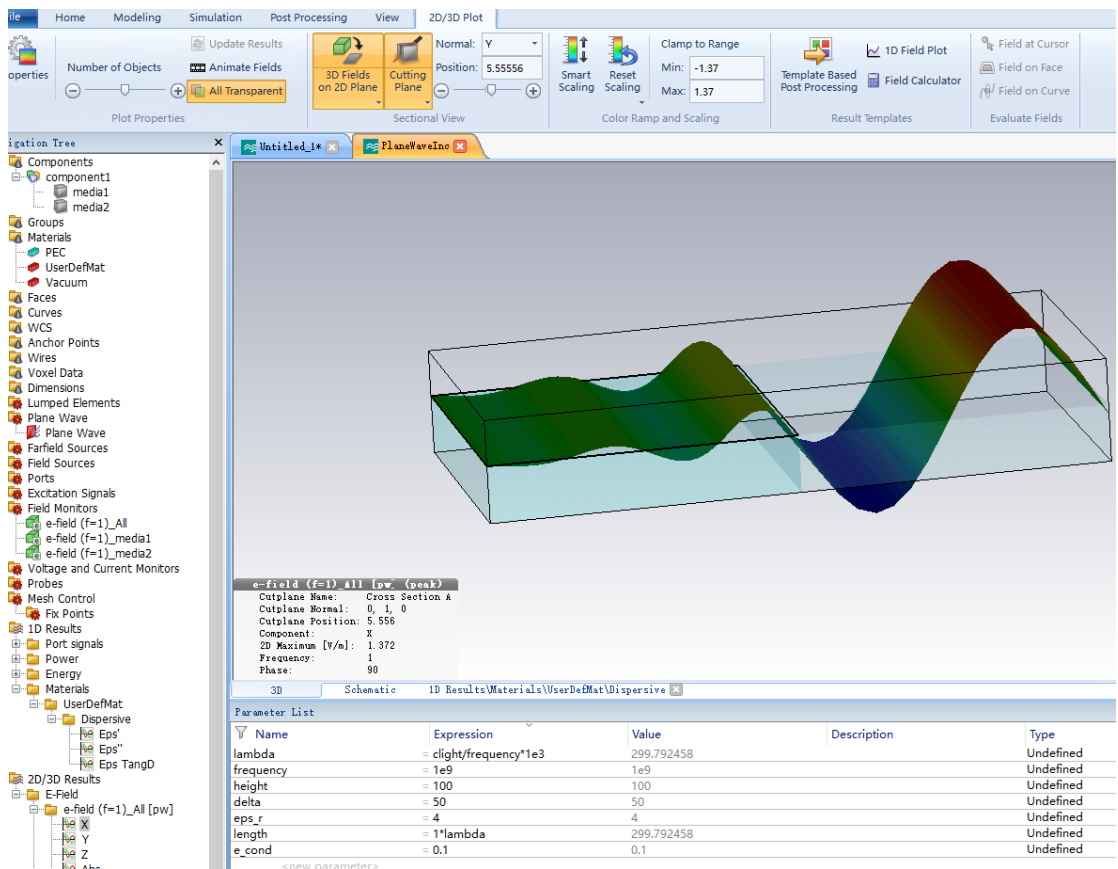 ile Home Modeling Simulation Post Processing View 2D/3D Plot
operties
Number of Objects
Update Results
Animate Fields
All Transparent
Plot Properties
3D Fields
on 2D Plane
Cutting
Plane
Normal: Y
Position: 5.55556
Sectional View
Smart
Scaling
Reset
Scaling
Clamp to Range
Min: -1.37
Max: 1.37
Color Ramp and Scaling
Template Based
Post Processing
1D Field Plot
Field Calculator
Result Templates
Field at Cursor
Field on Face
Field on Curve
Evaluate Fields
igation Tree
Components
component1
media1
media2
Groups
Materials
PEC
UserDefMat
Vacuum
Faces
Curves
WCS
Anchor Points
Wires
Voxel Data
Dimensions
Lumped Elements
Plane Wave
Plane Wave
Farfield Sources
Field Sources
Ports
Excitation Signals
Field Monitors
e-field (f=1)_All
e-field (f=1)_media1
e-field (f=1)_media2
Voltage and Current Monitors
Probes
Mesh Control
Fix Points
1D Results
Port signals
Power
Energy
Materials
UserDefMat
Dispersive
Eps'
Eps''
Eps TangD
2D/3D Results
E-Field
e-field (f=1)_All [pw]
X
Y
Z
Abs
Untitled_1* PlaneWaveInc
e-field (f=1)_All [pw] (peak)
Cutplane Name: Cross Section A
Cutplane Normal: 0, 1, 0
Cutplane Position: 5.556
Component: X
2D Maximum [V/m]: 1.372
Frequency: 1
Phase: 90
3D Schematic 1D Results\Materials\UserDefMat\Dispersive
Parameter List
Name Expression Value Description Type
lambda = clight/frequency*1e3 299.792458 Undefined
frequency = 1e9 1e9 Undefined
height = 100 100 Undefined
delta = 50 50 Undefined
eps_r = 4 4 Undefined
length = 1*lambda 299.792458 Undefined
e_cond = 0.1 0.1 Undefined
<new parameter>